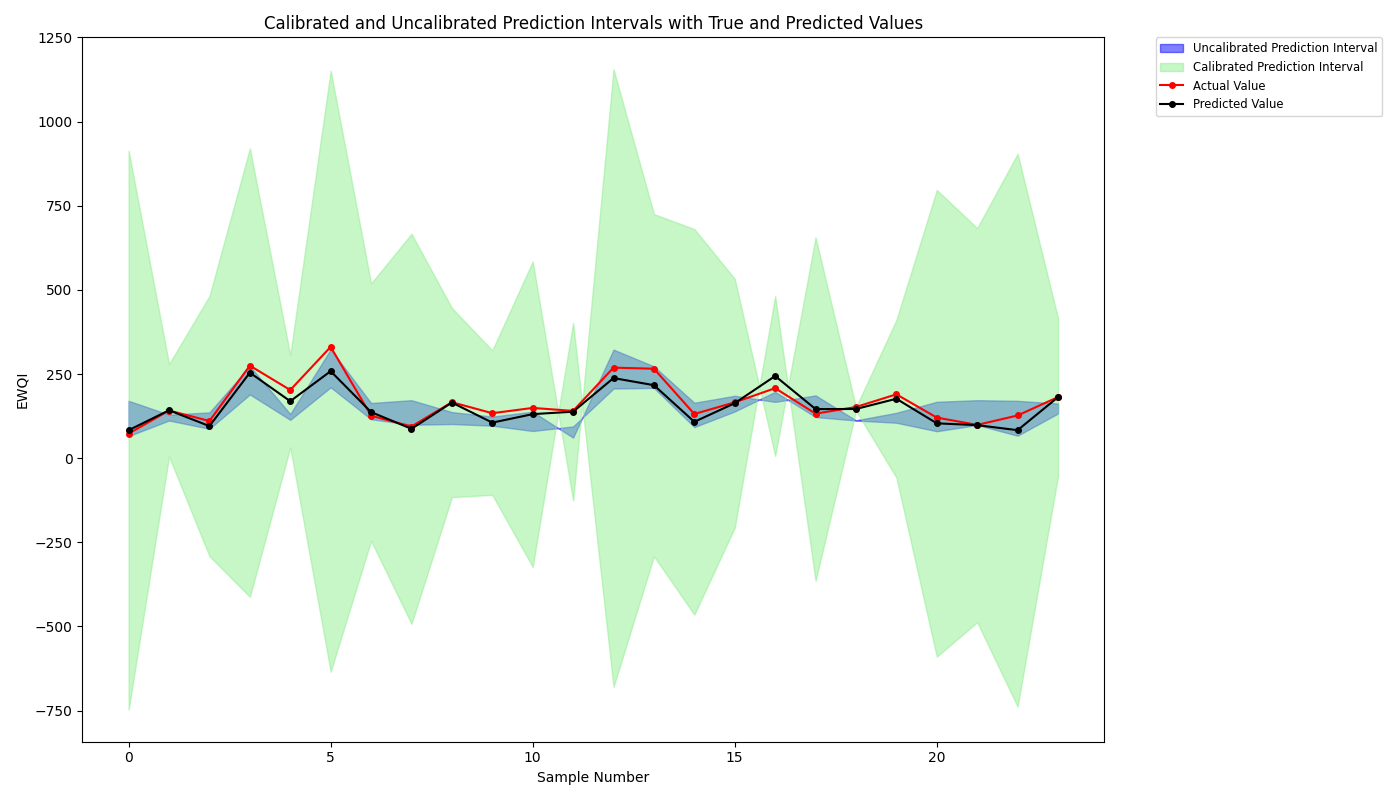 Calibrated and Uncalibrated Prediction Intervals with True and Predicted Values
Uncalibrated Prediction Interval
Calibrated Prediction Interval
Actual Value
Predicted Value
EWQI
1250
1000
750
500
250
0
−250
−500
−750
0 5 10 15 20
Sample Number